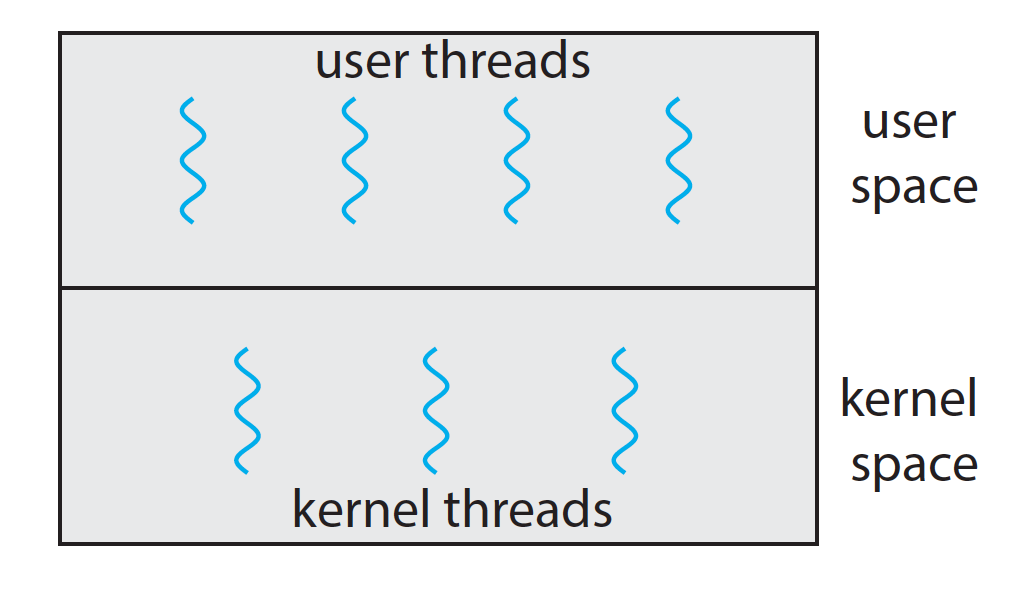 user threads
user
space
kernel
space
kernel threads